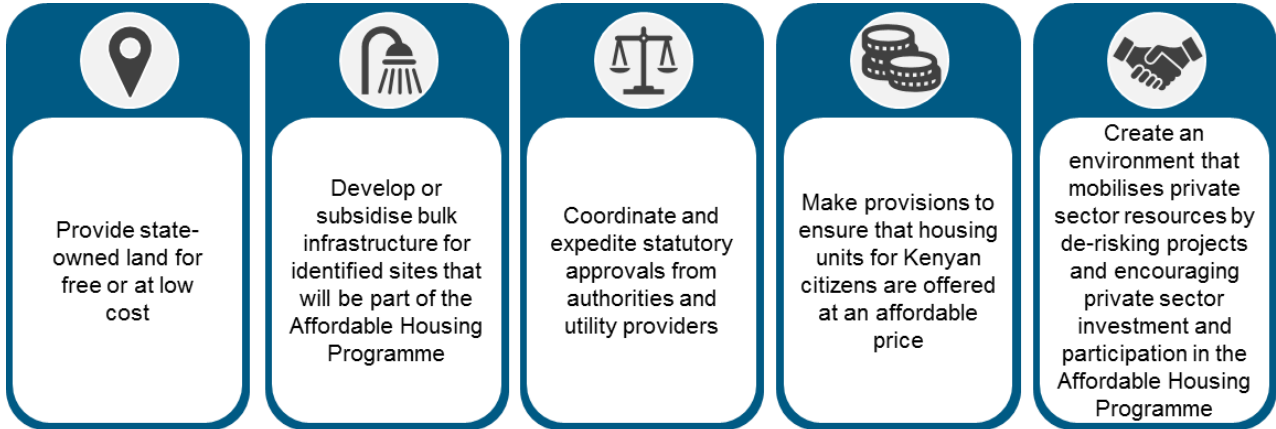 Provide state-
owned land for
free or at low
cost
Develop or
subsidise bulk
infrastructure for
identified sites that
will be part of the
Affordable Housing
Programme
Coordinate and
expedite statutory
approvals from
authorities and
utility providers
Make provisions to
ensure that housing
units for Kenyan
citizens are offered
at an affordable
price
Create an
environment that
mobilises private
sector resources by
de-risking projects
and encouraging
private sector
investment and
participation in the
Affordable Housing
Programme